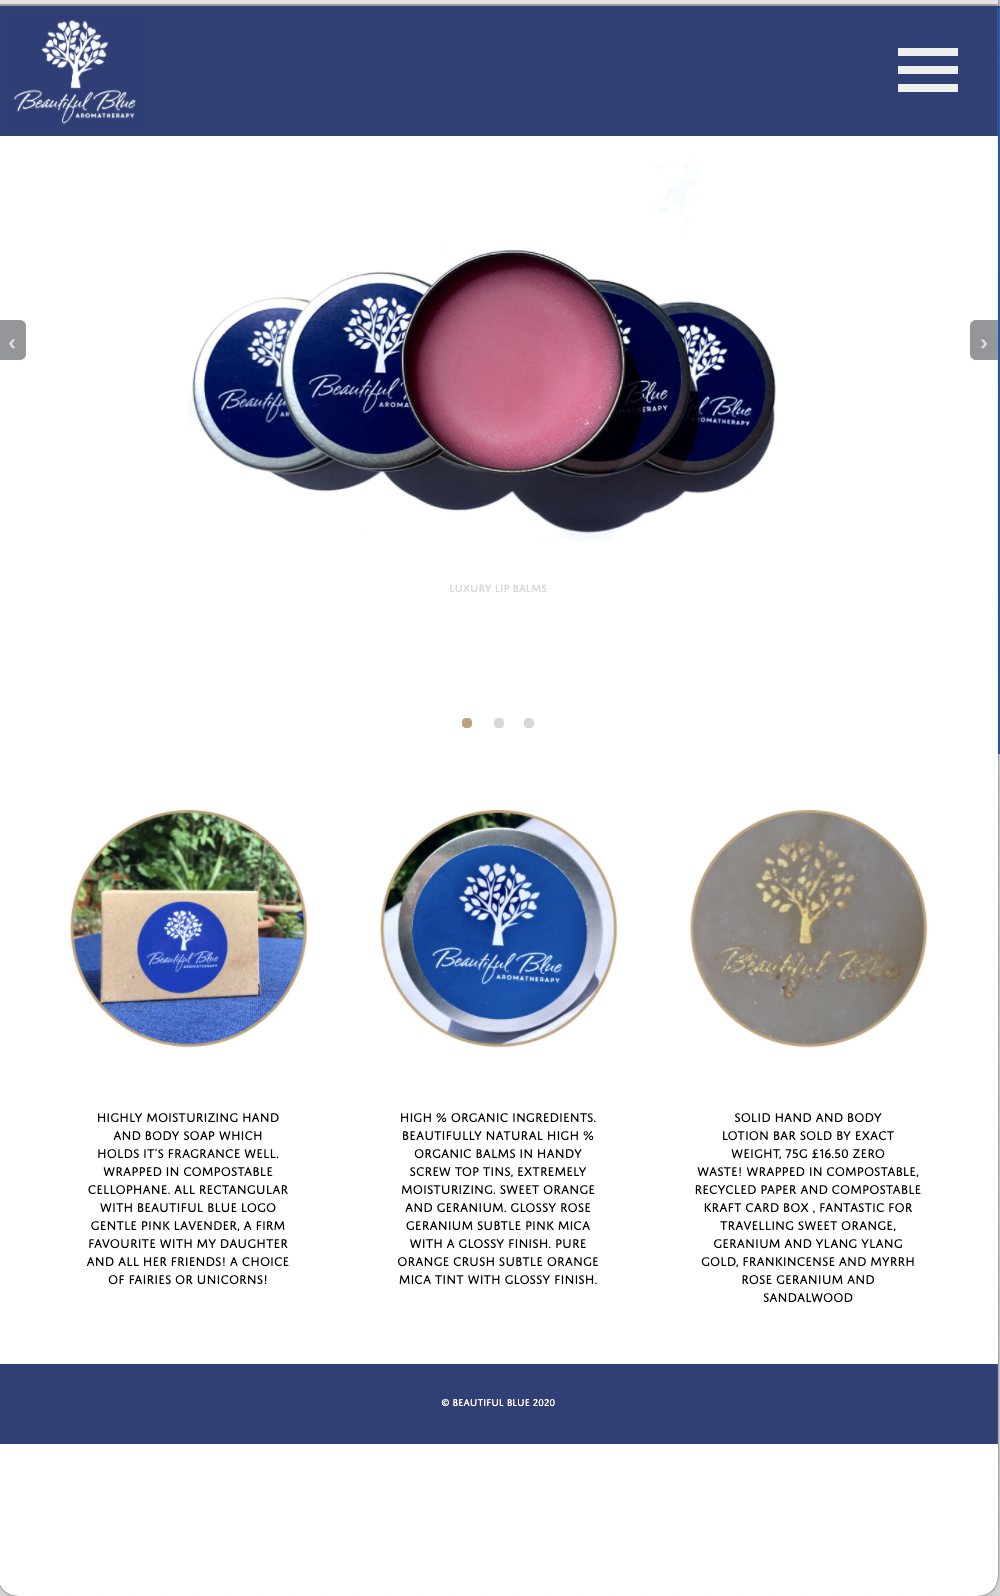 Beautiful Blue
AROMATHERAPY
‹
›
Beautiful
AROMA
Beautiful
AROMA
Blue
MATHERAPY
Blue
ROMATHERAPY
LUXURY LIP BALMS
Beautiful Blue
AROMATHERAPY
Beautiful Blue
AROMATHERAPY
Beautiful Blue
HIGHLY MOISTURIZING HAND
AND BODY SOAP WHICH
HOLDS IT'S FRAGRANCE WELL.
WRAPPED IN COMPOSTABLE
CELLOPHANE. ALL RECTANGULAR
WITH BEAUTIFUL BLUE LOGO
GENTLE PINK LAVENDER, A FIRM
FAVOURITE WITH MY DAUGHTER
AND ALL HER FRIENDS! A CHOICE
OF FAIRIES OR UNICORNS!
HIGH % ORGANIC INGREDIENTS.
BEAUTIFULLY NATURAL HIGH %
ORGANIC BALMS IN HANDY
SCREW TOP TINS, EXTREMELY
MOISTURIZING. SWEET ORANGE
AND GERANIUM. GLOSSY ROSE
GERANIUM SUBTLE PINK MICA
WITH A GLOSSY FINISH. PURE
ORANGE CRUSH SUBTLE ORANGE
MICA TINT WITH GLOSSY FINISH.
SOLID HAND AND BODY
LOTION BAR SOLD BY EXACT
WEIGHT, 75G £16.50 ZERO
WASTE! WRAPPED IN COMPOSTABLE,
RECYCLED PAPER AND COMPOSTABLE
KRAFT CARD BOX , FANTASTIC FOR
TRAVELLING SWEET ORANGE,
GERANIUM AND YLANG YLANG
GOLD, FRANKINCENSE AND MYRRH
ROSE GERANIUM AND
SANDALWOOD
© BEAUTIFUL BLUE 2020